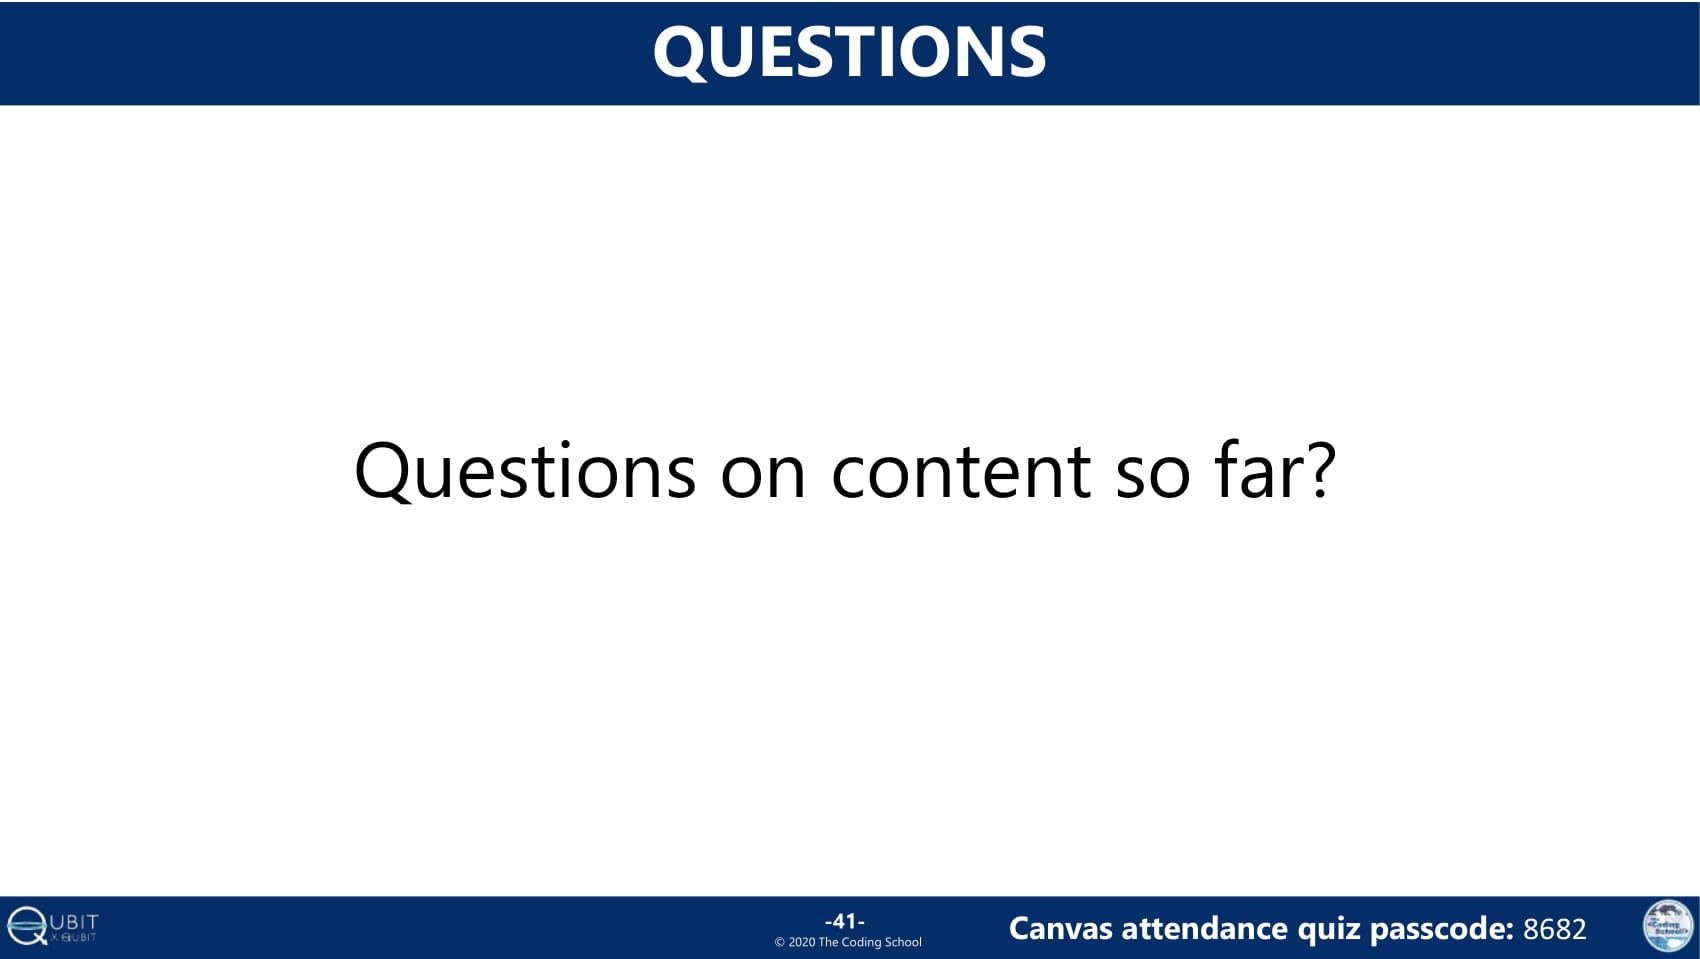 QUESTIONS
Questions on content so far?
QUBIT
X QUBIT
-41-
© 2020 The Coding School
Canvas attendance quiz passcode: 8682
The
Coding
School